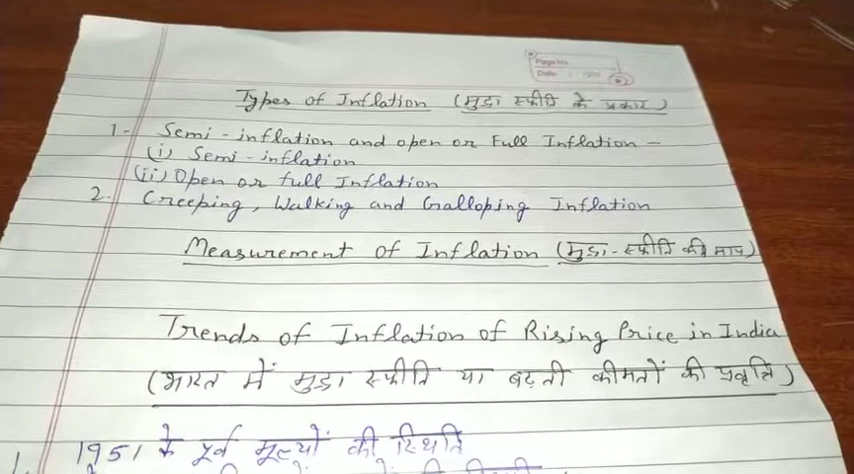 Page No.
Date
Types of Inflation (मुद्रा स्फीति के प्रकार)
1- Semi-inflation and open or Full Inflation -
(i) Semi-inflation
(ii) Open or full Inflation
2. Creeping, Walking and Galloping Inflation
Measurement of Inflation (मुद्रा-स्फीति की माप)
Trends of Inflation of Rising Price in India
(भारत में मुद्रा स्फीति या बढ़ती कीमतों की प्रवृत्ति)
1. 1951 के पूर्व मूल्यों की स्थिति